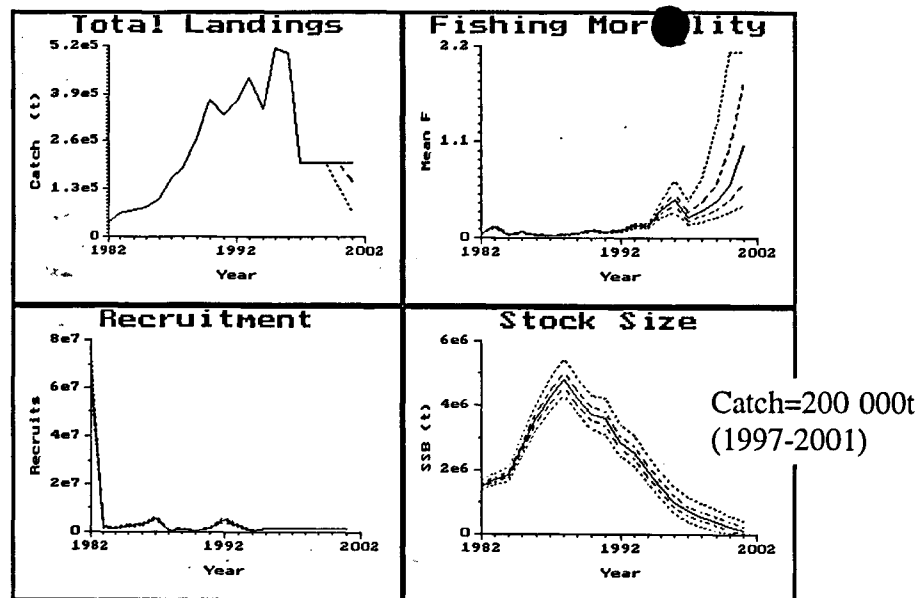 Total Landings
5.2e5
3.9e5
2.6e5
1.3e5
0
Catch (t)
1982
1992
2002
Year
Fishing Mor lity
2.2
1.1
0
Mean F
1982
1992
2002
Year
Recruitment
8e7
6e7
4e7
2e7
0
Recruits
1982
1992
2002
Year
Stock Size
6e6
4e6
2e6
0
SSB (t)
1982
1992
2002
Year
Catch=200 000t
(1997-2001)